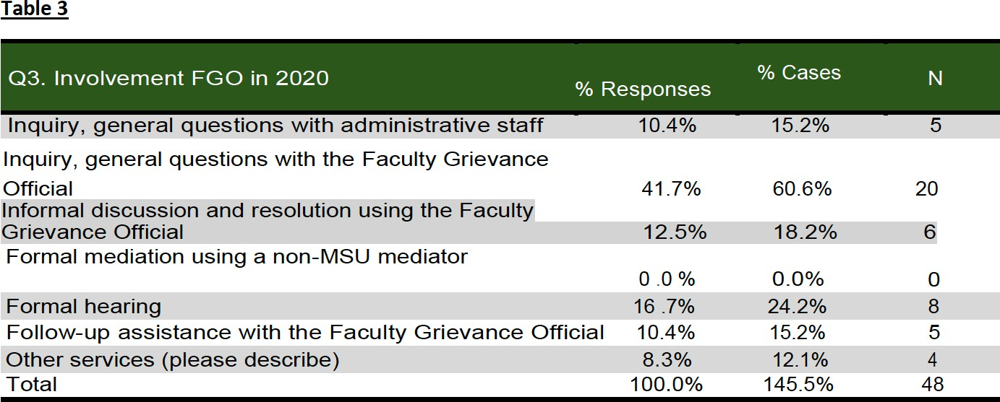 Table 3
Q3. Involvement FGO in 2020 % Responses % Cases N
Inquiry, general questions with administrative staff 10.4% 15.2% 5
Inquiry, general questions with the Faculty Grievance
Official 41.7% 60.6% 20
Informal discussion and resolution using the Faculty
Grievance Official 12.5% 18.2% 6
Formal mediation using a non-MSU mediator
0 .0 % 0.0% 0
Formal hearing 16 .7% 24.2% 8
Follow-up assistance with the Faculty Grievance Official 10.4% 15.2% 5
Other services (please describe) 8.3% 12.1% 4
Total 100.0% 145.5% 48